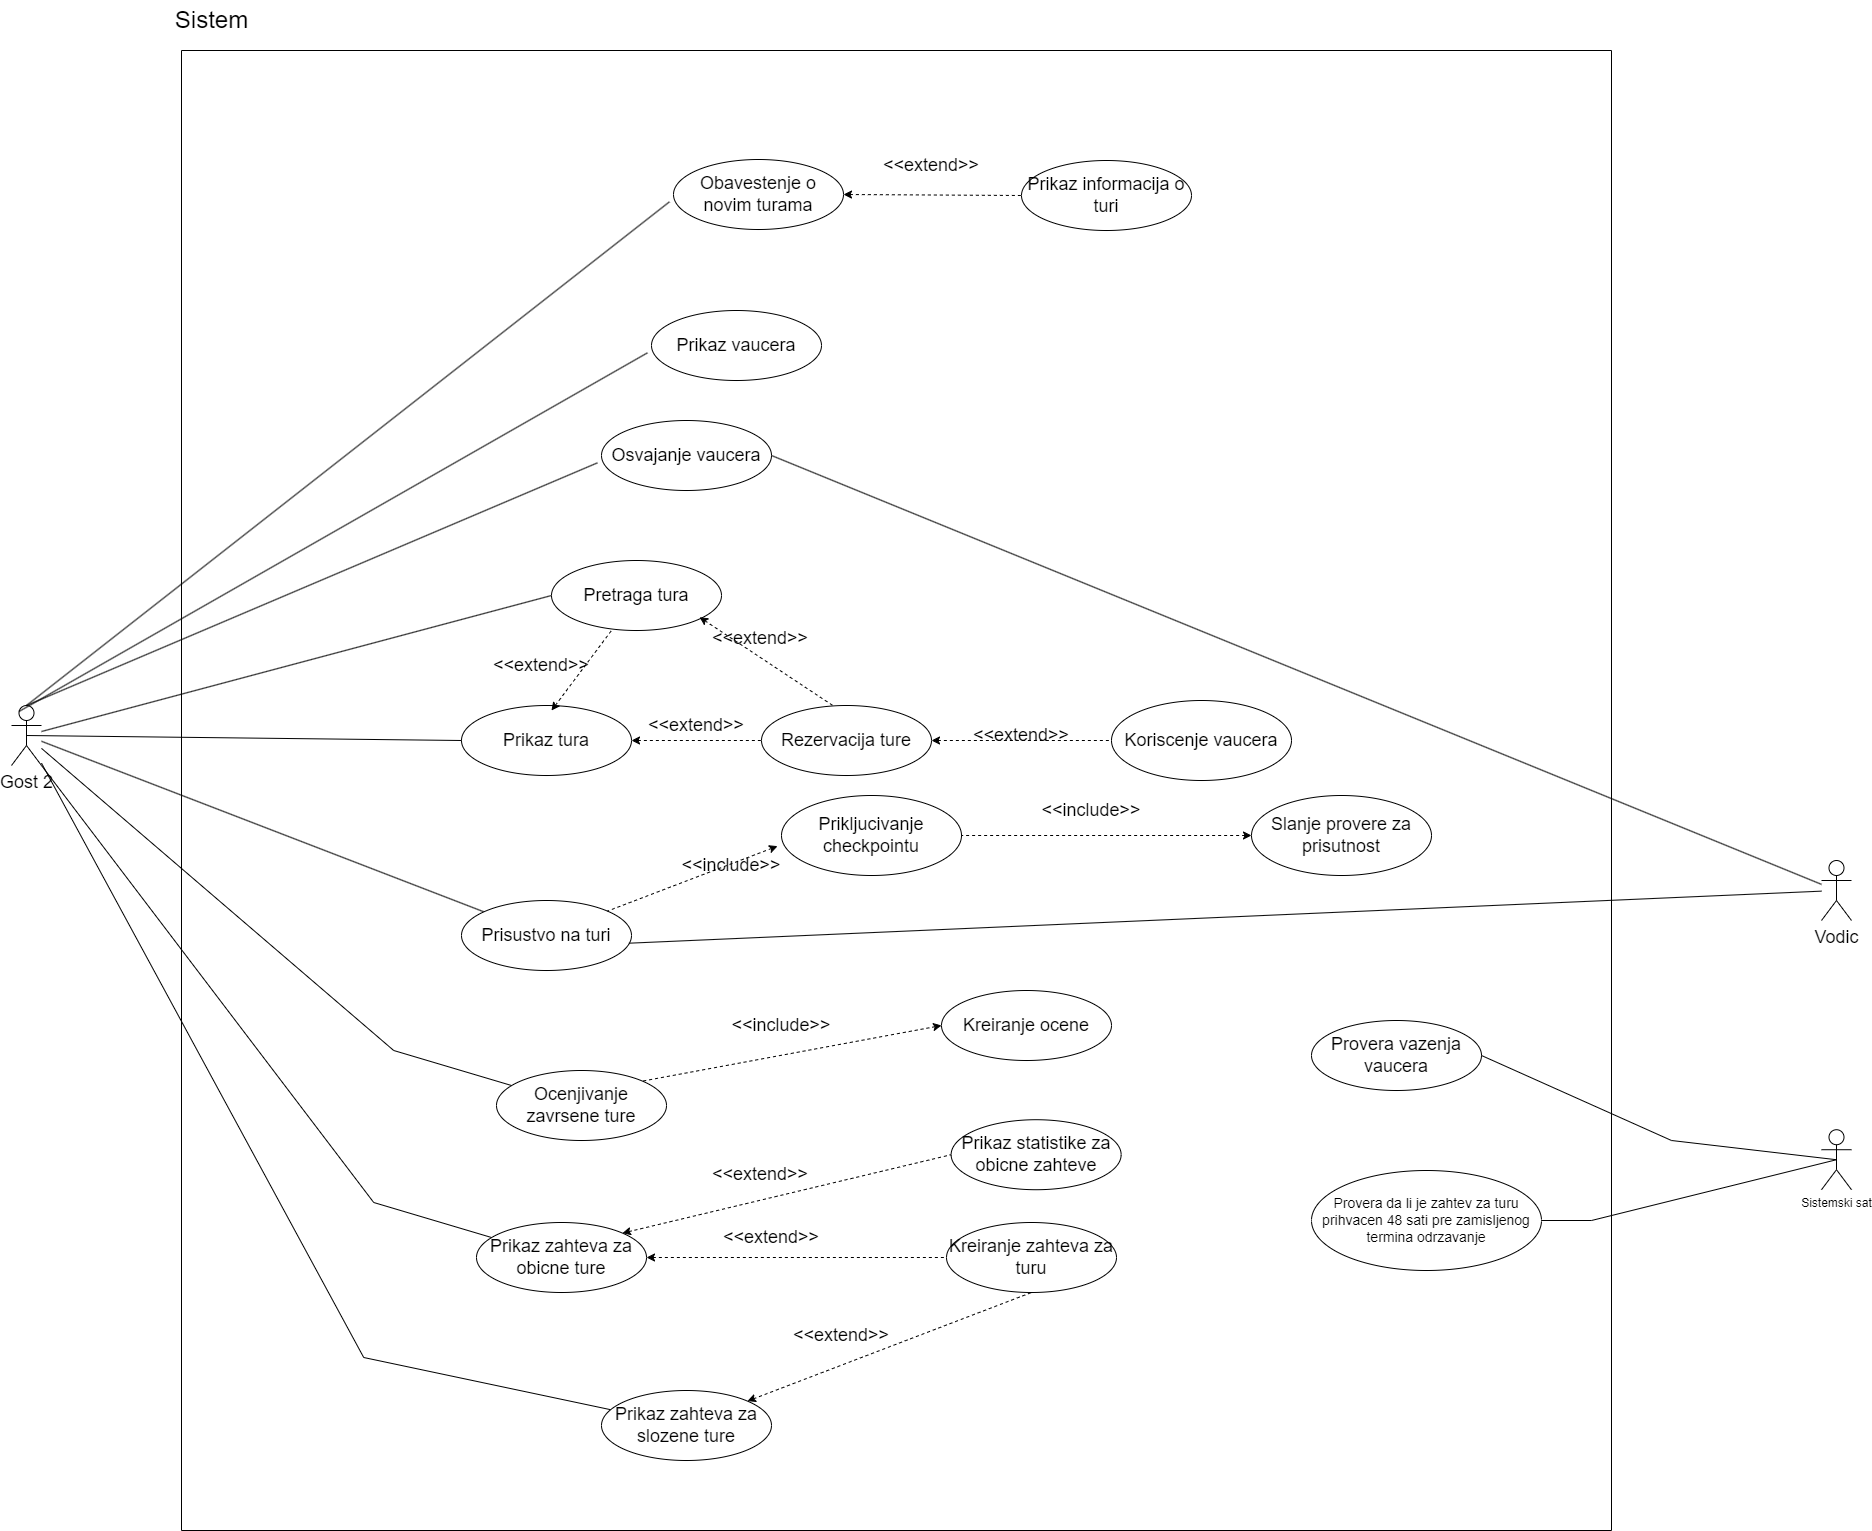 Sistem
<<extend>>
Obavestenje o
novim turama
Prikaz informacija o
turi
Prikaz vaucera
Osvajanje vaucera
Pretraga tura
<<extend>>
<<extend>>
Prikaz tura
<<extend>>
Rezervacija ture
<<extend>>
Koriscenje vaucera
Gost 2
Prikljucivanje
checkpointu
<<include>>
Slanje provere za
prisutnost
<<include>>
Prisustvo na turi
Vodic
<<include>>
Kreiranje ocene
Provera vazenja
vaucera
Ocenjivanje
zavrsene ture
Prikaz statistike za
obicne zahteve
<<extend>>
Sistemski sat
Provera da li je zahtev za turu
prihvacen 48 sati pre zamisljenog
termina odrzavanje
Prikaz zahteva za
obicne ture
<<extend>>
Kreiranje zahteva za
turu
<<extend>>
Prikaz zahteva za
slozene ture